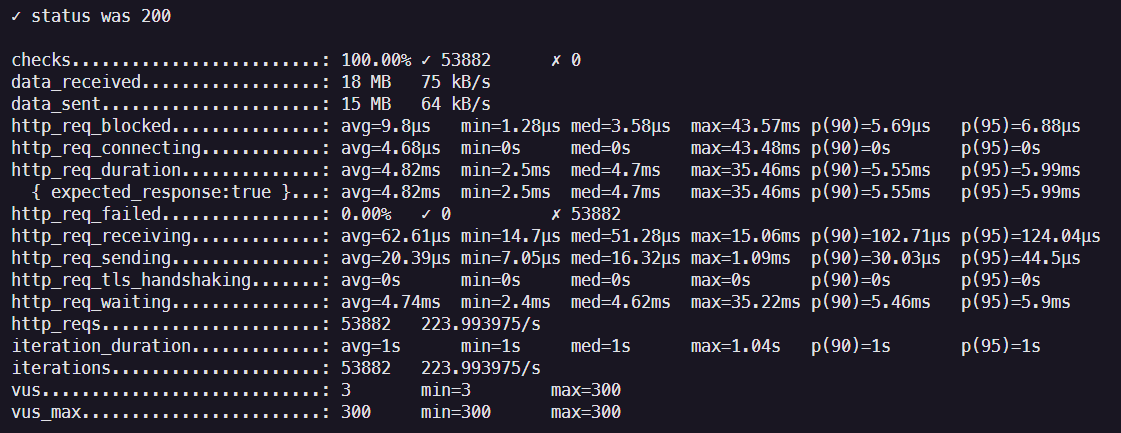 ✓ status was 200
checks.........................: 100.00% ✓ 53882      ✗ 0
data_received..................: 18 MB   75 kB/s
data_sent......................: 15 MB   64 kB/s
http_req_blocked...............: avg=9.8µs   min=1.28µs med=3.58µs  max=43.57ms p(90)=5.69µs   p(95)=6.88µs
http_req_connecting............: avg=4.68µs  min=0s     med=0s      max=43.48ms p(90)=0s       p(95)=0s
http_req_duration..............: avg=4.82ms  min=2.5ms  med=4.7ms   max=35.46ms p(90)=5.55ms   p(95)=5.99ms
  { expected_response:true }...: avg=4.82ms  min=2.5ms  med=4.7ms   max=35.46ms p(90)=5.55ms   p(95)=5.99ms
http_req_failed................: 0.00%   ✓ 0          ✗ 53882
http_req_receiving.............: avg=62.61µs min=14.7µs med=51.28µs max=15.06ms p(90)=102.71µs p(95)=124.04µs
http_req_sending...............: avg=20.39µs min=7.05µs med=16.32µs max=1.09ms  p(90)=30.03µs  p(95)=44.5µs
http_req_tls_handshaking.......: avg=0s      min=0s     med=0s      max=0s      p(90)=0s       p(95)=0s
http_req_waiting...............: avg=4.74ms  min=2.4ms  med=4.62ms  max=35.22ms p(90)=5.46ms   p(95)=5.9ms
http_reqs......................: 53882   223.993975/s
iteration_duration.............: avg=1s      min=1s     med=1s      max=1.04s   p(90)=1s       p(95)=1s
iterations.....................: 53882   223.993975/s
vus............................: 3       min=3        max=300
vus_max........................: 300     min=300      max=300